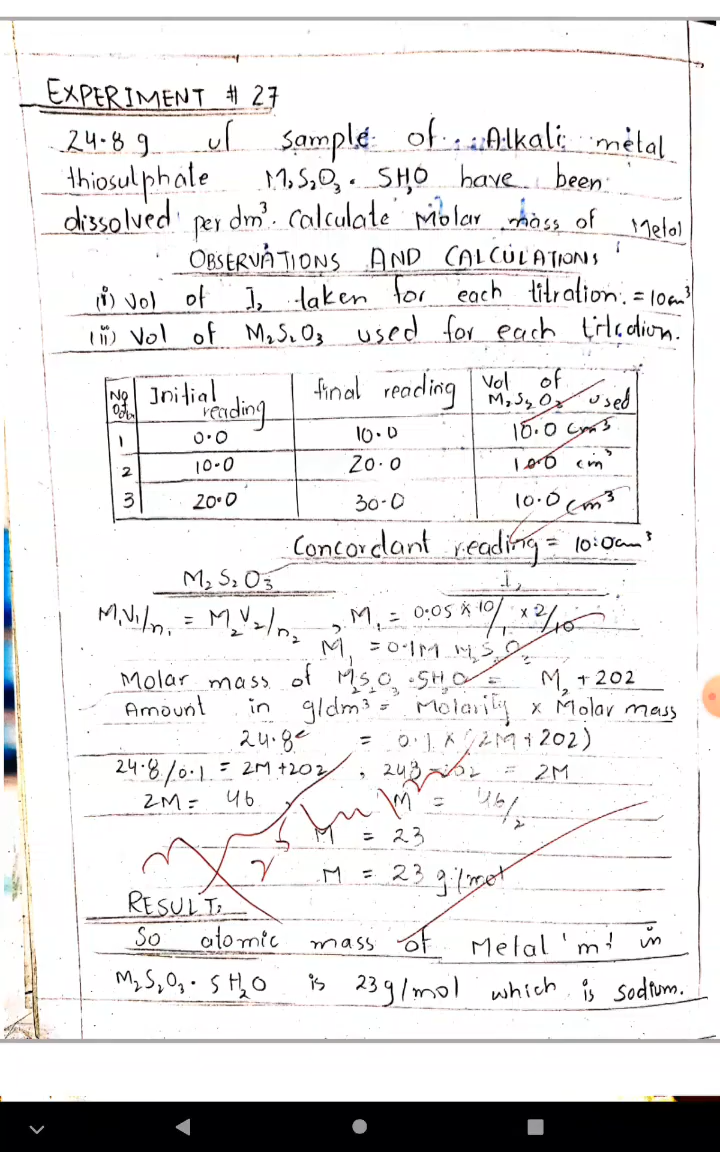 EXPERIMENT # 27
24.8 g of sample of Alkali metal
thiosulphate M2S2O3 . 5H2O have been
dissolved per dm³. Calculate Molar mass of Metal
OBSERVATIONS AND CALCULATIONS
(i) Vol of I2 taken for each titration. = 10cm³
(ii) Vol of M2S2O3 used for each titration.
No of Ob. Initial reading final reading Vol of M2S2O3 used
1 0.0 10.0 10.0 cm³
2 10.0 20.0 10.0 cm³
3 20.0 30.0 10.0 cm³
Concordant reading = 10.0cm³
M2S2O3 I2
M1V1/n1 = M2V2/n2 , M1 = 0.05 × 10/1 × 2/10
M1 = 0.1M M2S2O3
Molar mass of M2S2O3 .5H2O = M2 + 202
Amount in g/dm³ = Molarity × Molar mass
24.8 = 0.1 × (2M + 202)
24.8/0.1 = 2M+202 , 248 - 202 = 2M
2M = 46 , M = 46/2
M = 23
M = 23 g/mol
RESULT:
So atomic mass of Metal 'm' in
M2S2O3 . 5H2O is 23g/mol which is sodium.